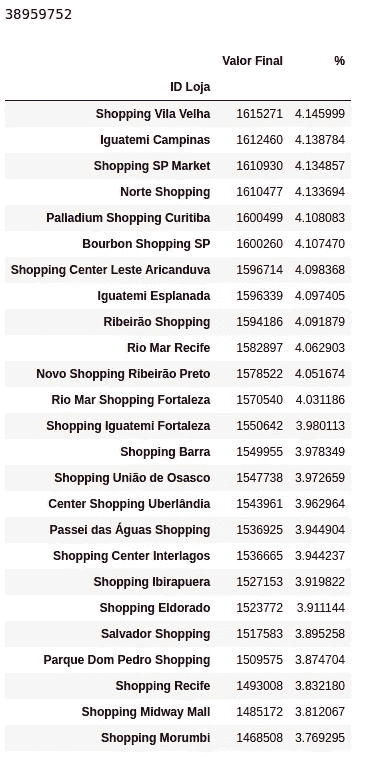 38959752
Valor Final %
ID Loja
Shopping Vila Velha 1615271 4.145999
Iguatemi Campinas 1612460 4.138784
Shopping SP Market 1610930 4.134857
Norte Shopping 1610477 4.133694
Palladium Shopping Curitiba 1600499 4.108083
Bourbon Shopping SP 1600260 4.107470
Shopping Center Leste Aricanduva 1596714 4.098368
Iguatemi Esplanada 1596339 4.097405
Ribeirão Shopping 1594186 4.091879
Rio Mar Recife 1582897 4.062903
Novo Shopping Ribeirão Preto 1578522 4.051674
Rio Mar Shopping Fortaleza 1570540 4.031186
Shopping Iguatemi Fortaleza 1550642 3.980113
Shopping Barra 1549955 3.978349
Shopping União de Osasco 1547738 3.972659
Center Shopping Uberlândia 1543961 3.962964
Passei das Águas Shopping 1536925 3.944904
Shopping Center Interlagos 1536665 3.944237
Shopping Ibirapuera 1527153 3.919822
Shopping Eldorado 1523772 3.911144
Salvador Shopping 1517583 3.895258
Parque Dom Pedro Shopping 1509575 3.874704
Shopping Recife 1493008 3.832180
Shopping Midway Mall 1485172 3.812067
Shopping Morumbi 1468508 3.769295